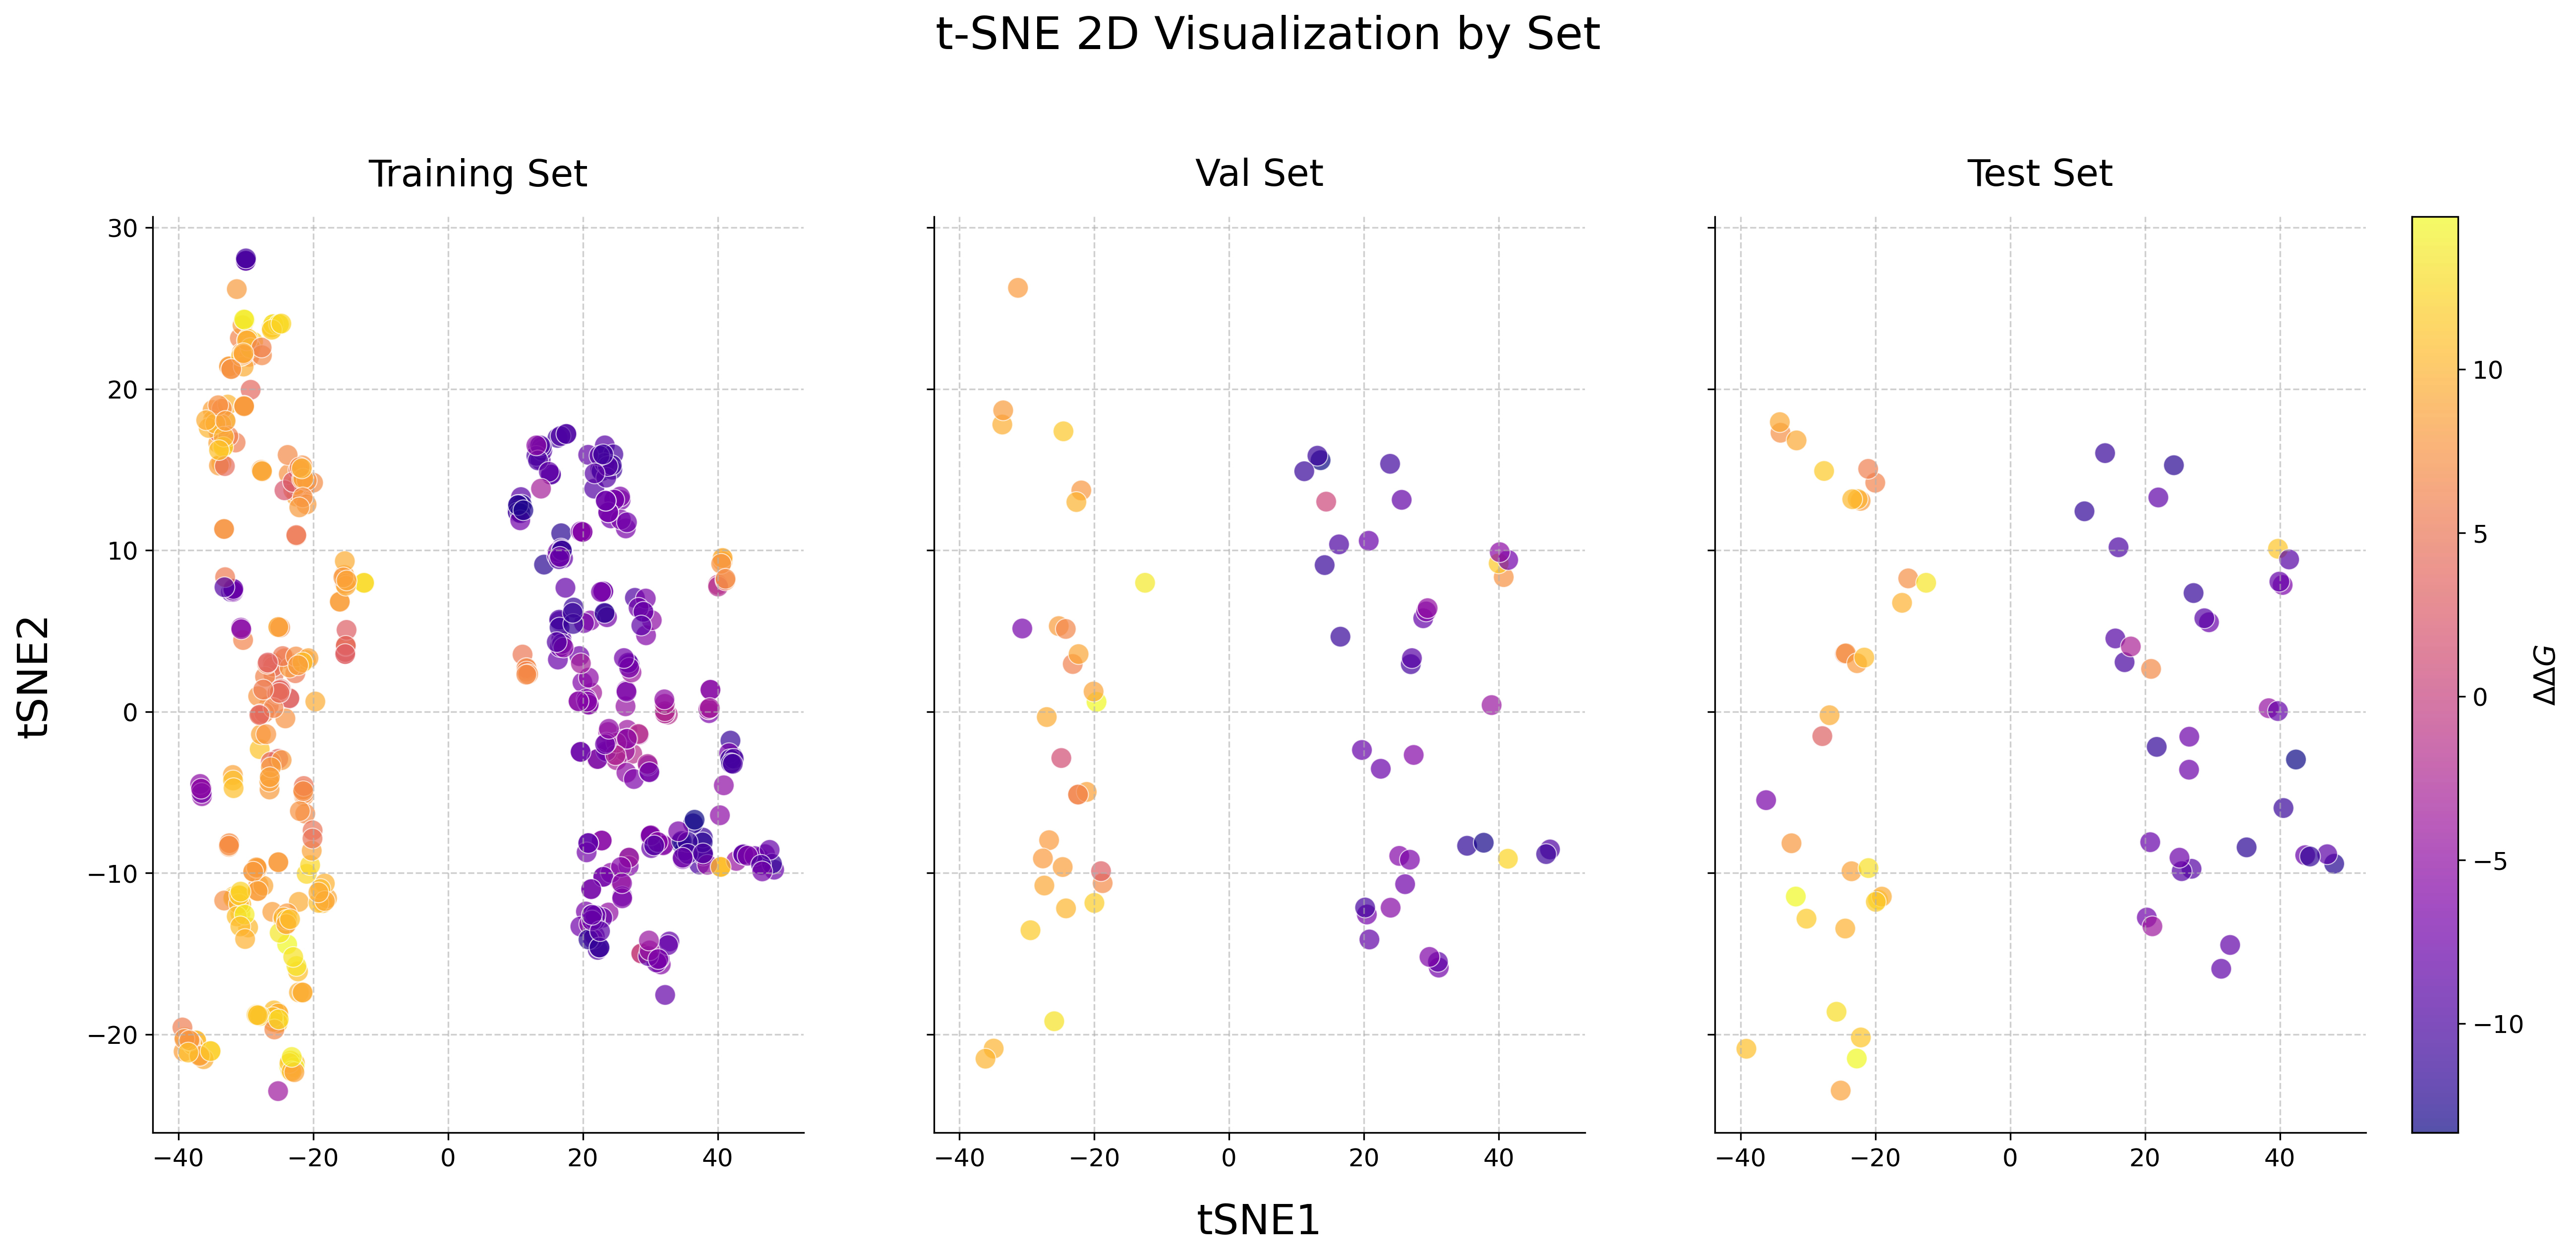 t-SNE 2D Visualization by Set
Training Set
Val Set
Test Set
30
20
10
0
−10
−20
tSNE2
−40 −20 0 20 40
−40 −20 0 20 40
−40 −20 0 20 40
tSNE1
10
5
0
−5
−10
ΔΔG